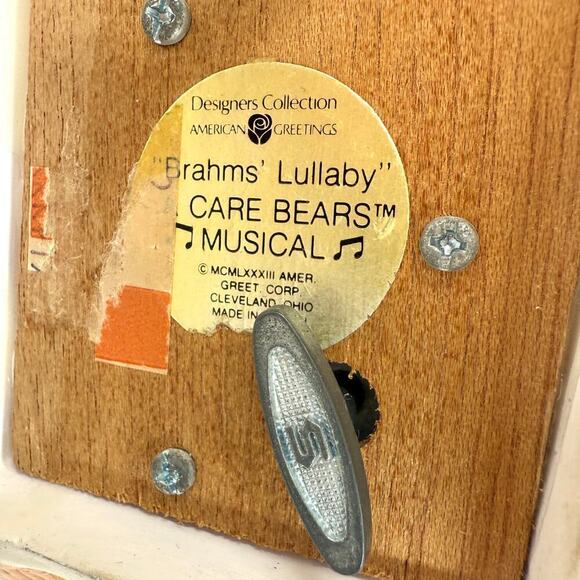 Designers Collection
AMERICAN GREETINGS
"Brahms' Lullaby"
CARE BEARS™
MUSICAL
© MCMLXXXIII AMER.
GREET. CORP.
CLEVELAND, OHIO
MADE IN
S